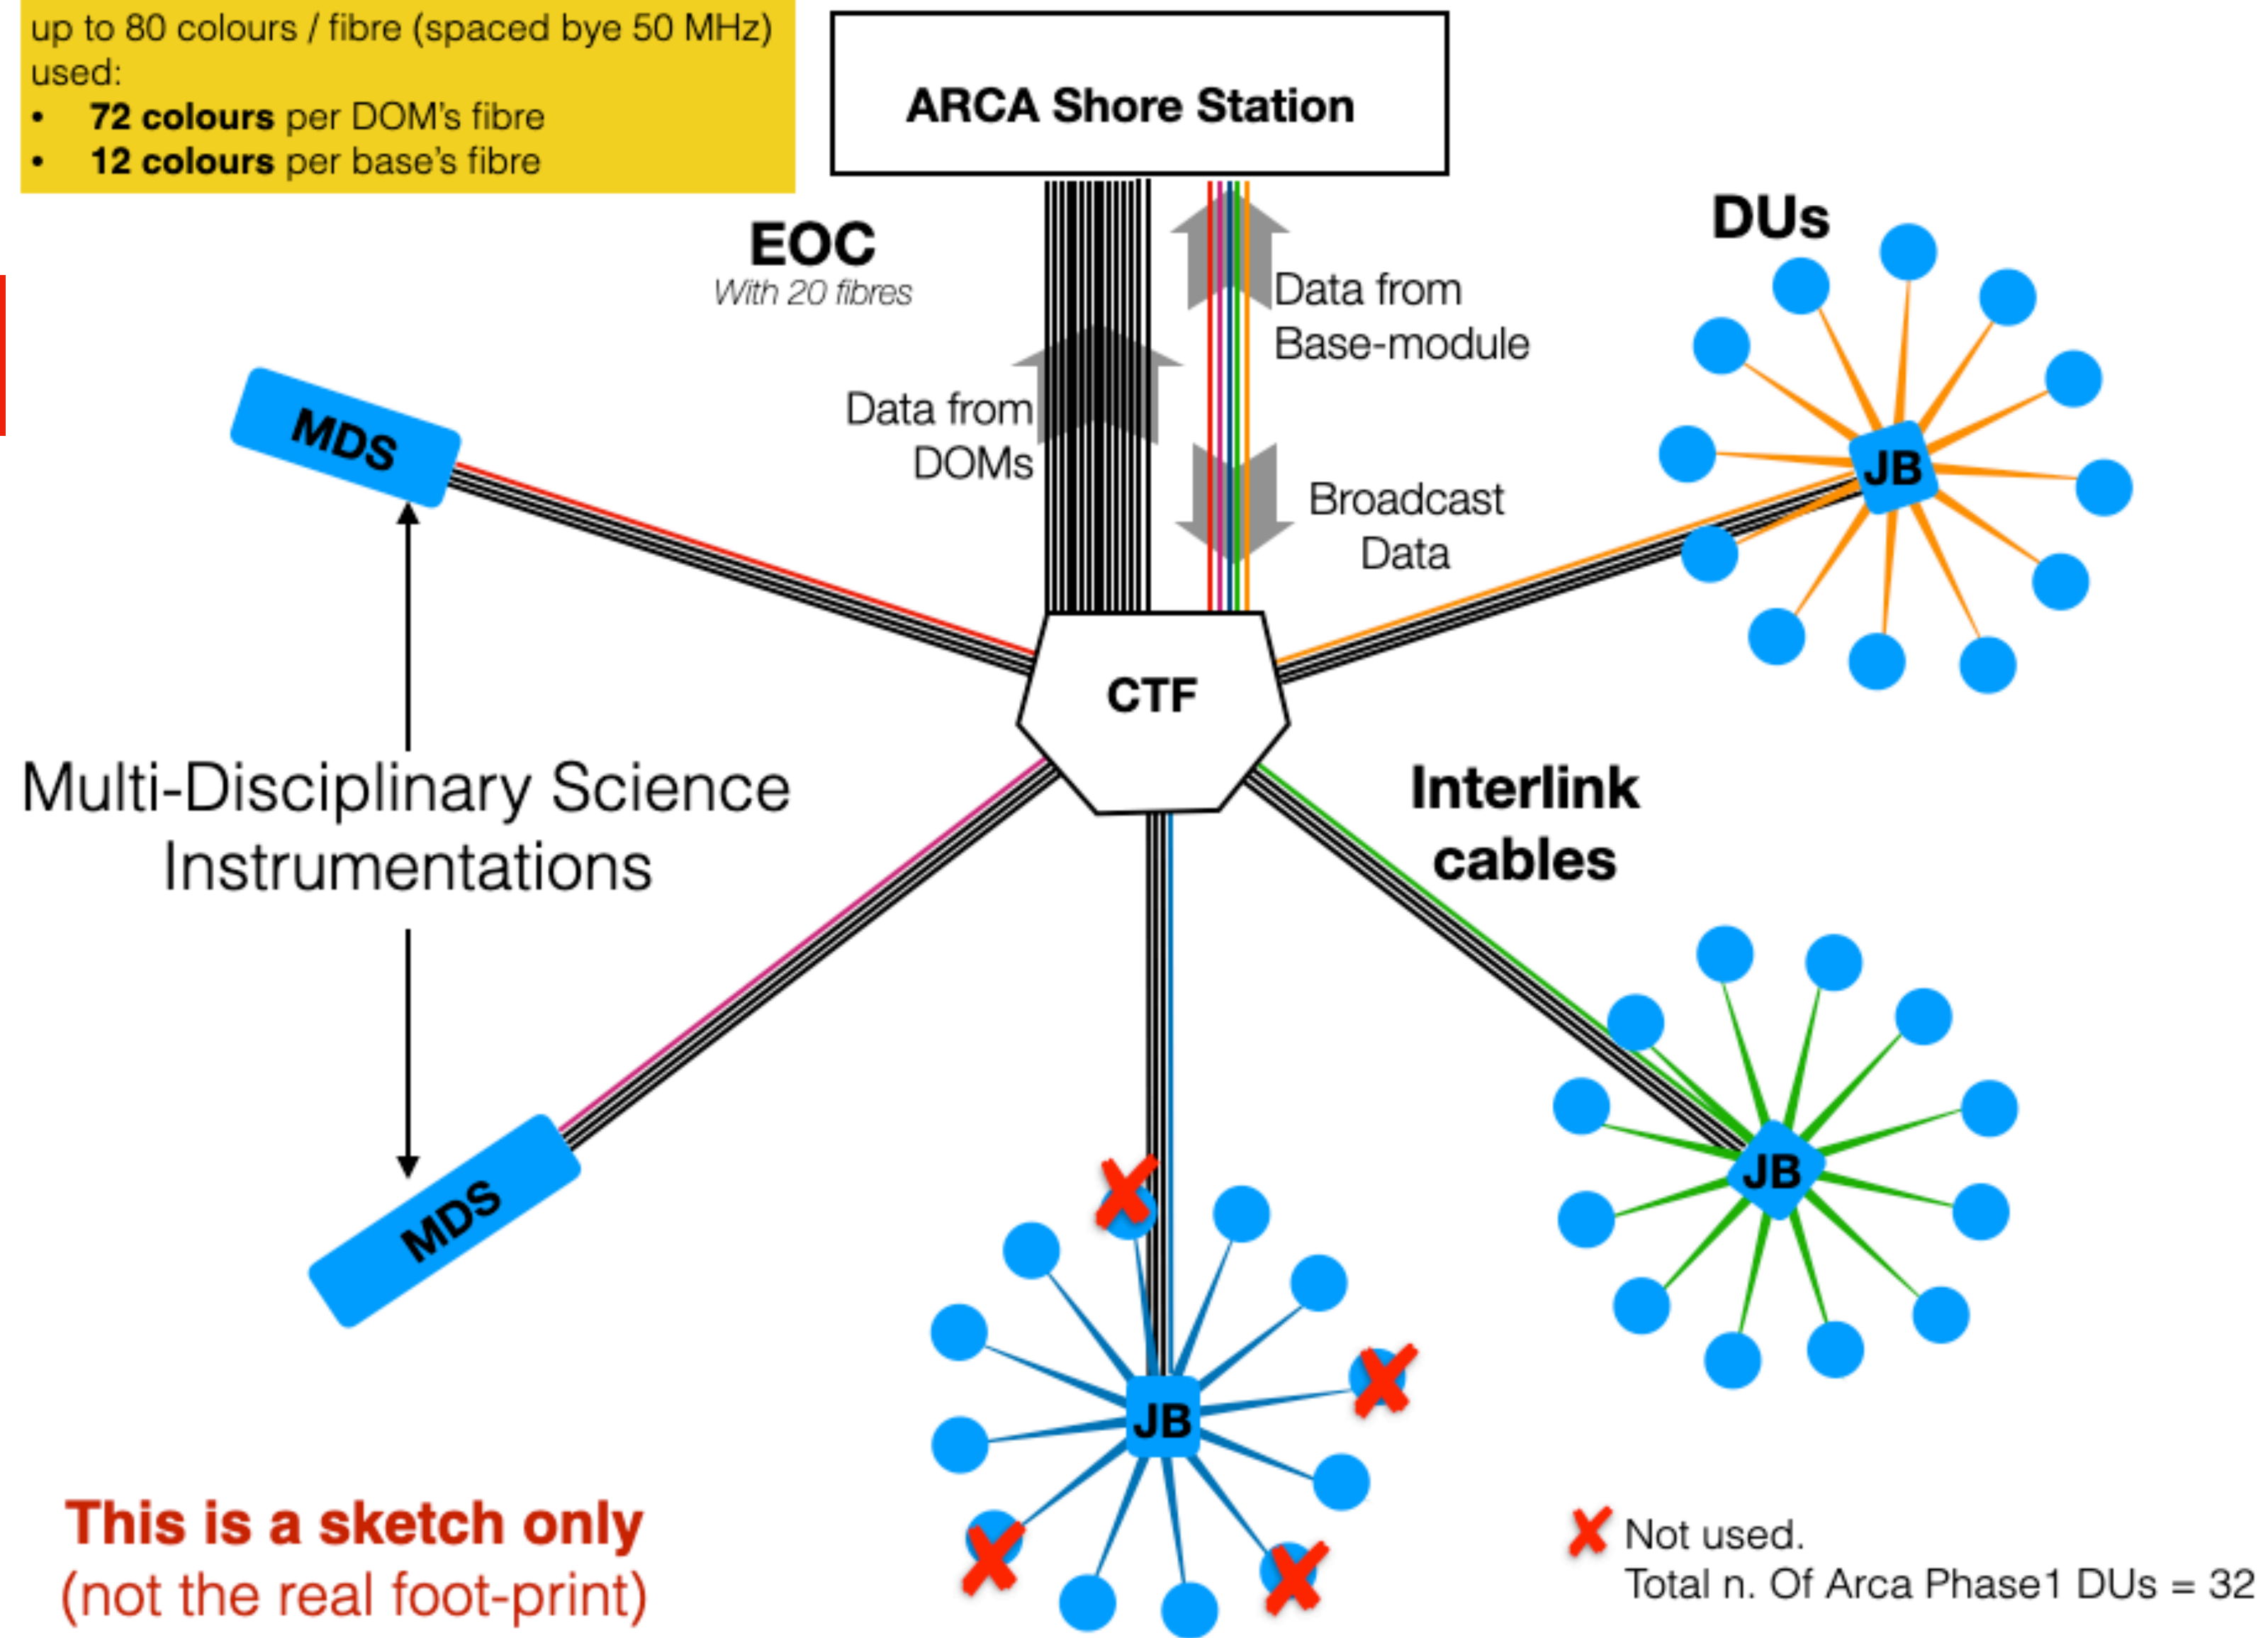 up to 80 colours / fibre (spaced bye 50 MHz)
used:
• 72 colours per DOM's fibre
• 12 colours per base's fibre
ARCA Shore Station
EOC
With 20 fibres
Data from
Base-module
Data from
DOMs
Broadcast
Data
DUs
MDS
JB
CTF
Multi-Disciplinary Science
Instrumentations
Interlink
cables
MDS
JB
JB
This is a sketch only
(not the real foot-print)
Not used.
Total n. Of Arca Phase1 DUs = 32